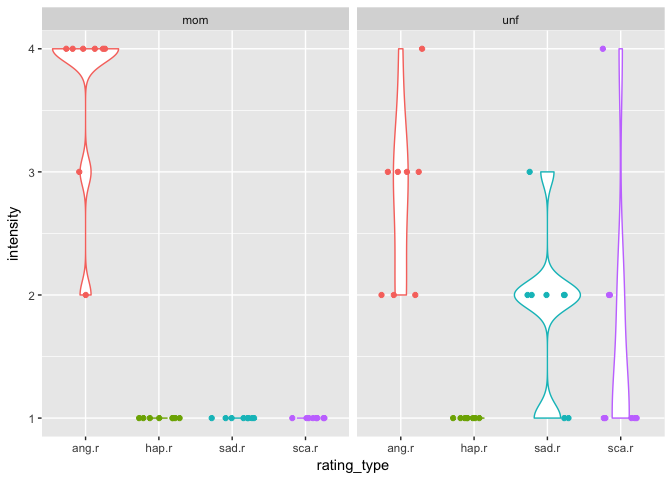 mom unf
intensity
4
3
2
1
ang.r hap.r sad.r sca.r ang.r hap.r sad.r sca.r
rating_type